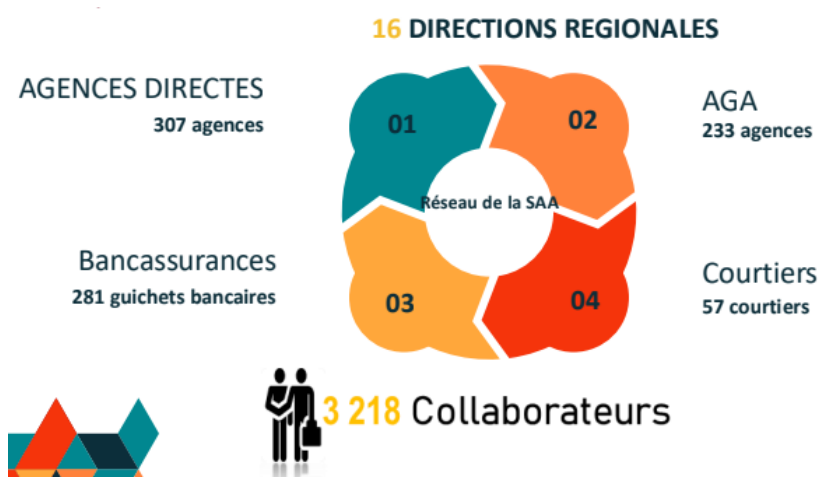 16 DIRECTIONS REGIONALES
AGENCES DIRECTES
307 agences
01
02
AGA
233 agences
Réseau de la SAA
Bancassurances
281 guichets bancaires
03
04
Courtiers
57 courtiers
3 218 Collaborateurs